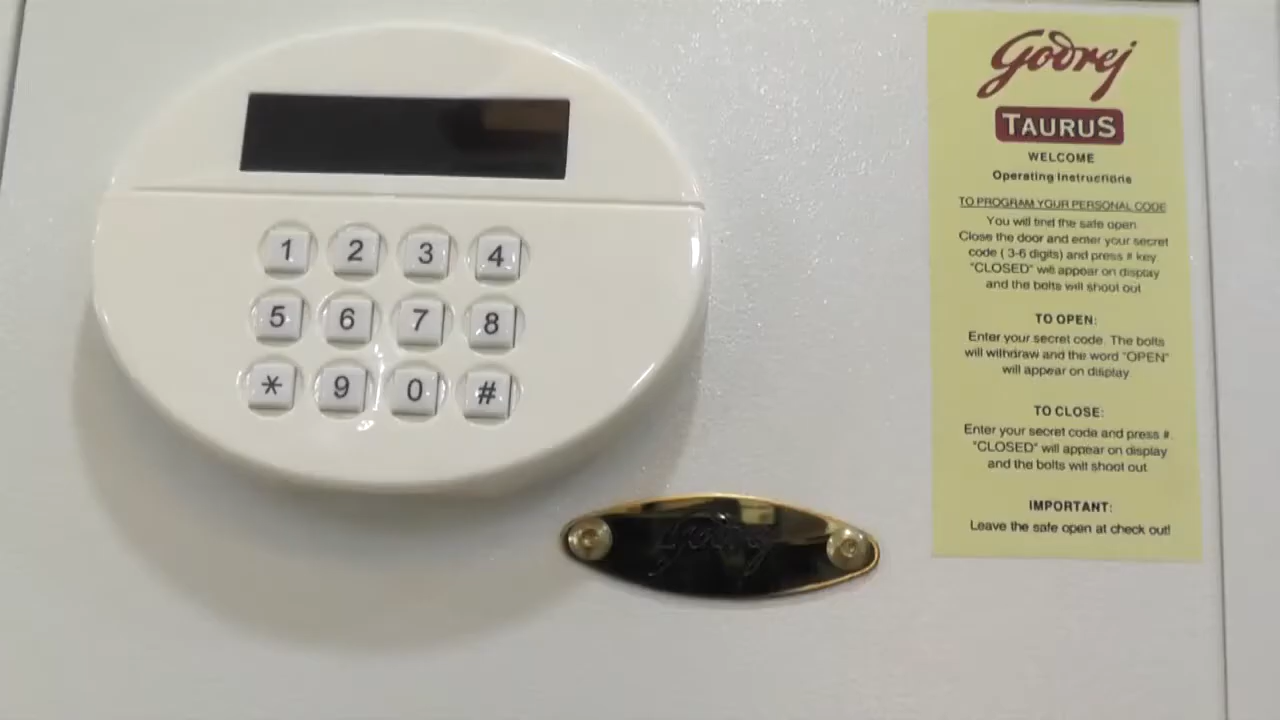 1 2 3 4
5 6 7 8
* 9 0 #
Godrej
Godrej
TAURUS
WELCOME
Operating Instructions
TO PROGRAM YOUR PERSONAL CODE
You will find the safe open.
Close the door and enter your secret
code ( 3-6 digits) and press # key.
"CLOSED" will appear on display
and the bolts will shoot out
TO OPEN:
Enter your secret code. The bolts
will withdraw and the word "OPEN"
will appear on display.
TO CLOSE:
Enter your secret code and press #.
"CLOSED" will appear on display
and the bolts will shoot out.
IMPORTANT:
Leave the safe open at check out!